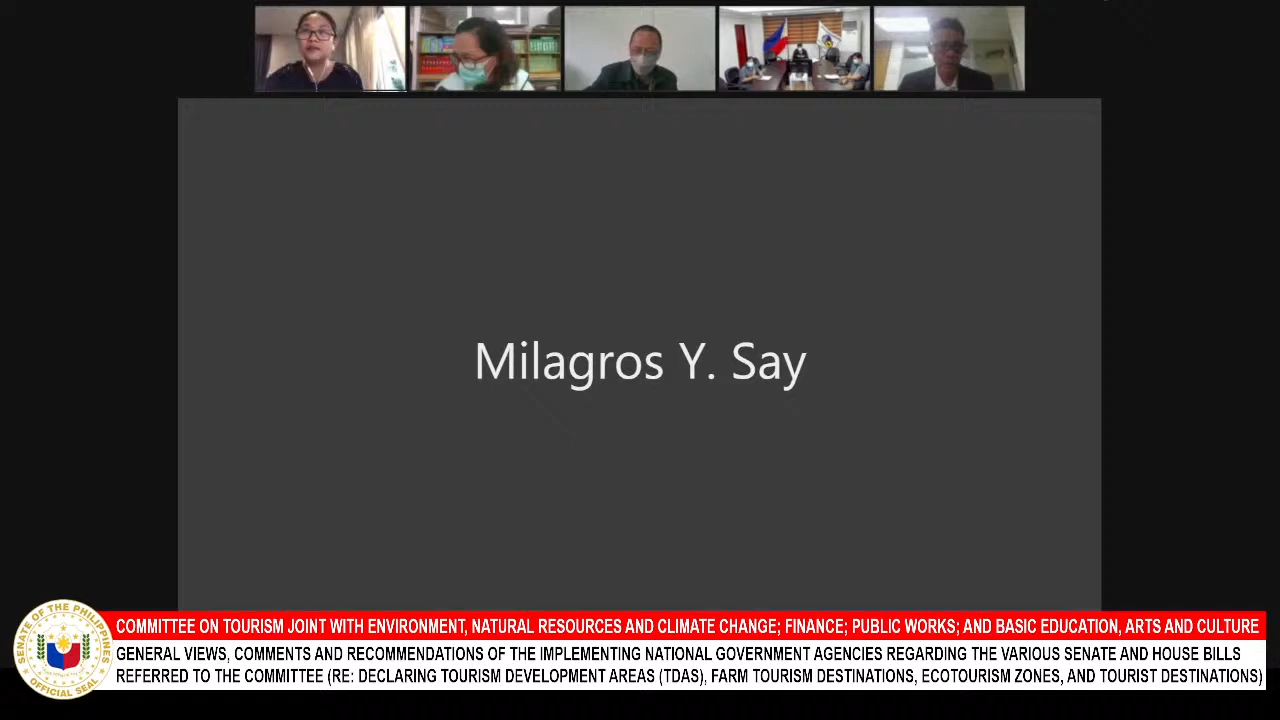 Milagros Y. Say
COMMITTEE ON TOURISM JOINT WITH ENVIRONMENT, NATURAL RESOURCES AND CLIMATE CHANGE; FINANCE; PUBLIC WORKS; AND BASIC EDUCATION, ARTS AND CULTURE
GENERAL VIEWS, COMMENTS AND RECOMMENDATIONS OF THE IMPLEMENTING NATIONAL GOVERNMENT AGENCIES REGARDING THE VARIOUS SENATE AND HOUSE BILLS
REFERRED TO THE COMMITTEE (RE: DECLARING TOURISM DEVELOPMENT AREAS (TDAS), FARM TOURISM DESTINATIONS, ECOTOURISM ZONES, AND TOURIST DESTINATIONS)
SENATE OF THE PHILIPPINES
OFFICIAL SEAL